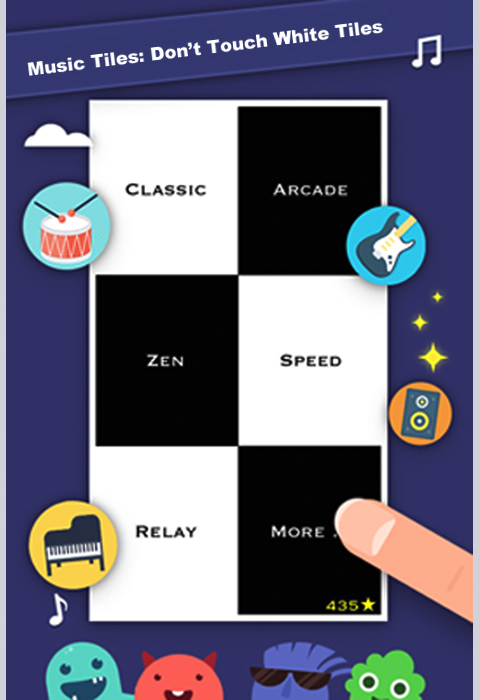 Music Tiles: Don't Touch White Tiles
Classic
Arcade
Zen
Speed
Relay
More .
435★